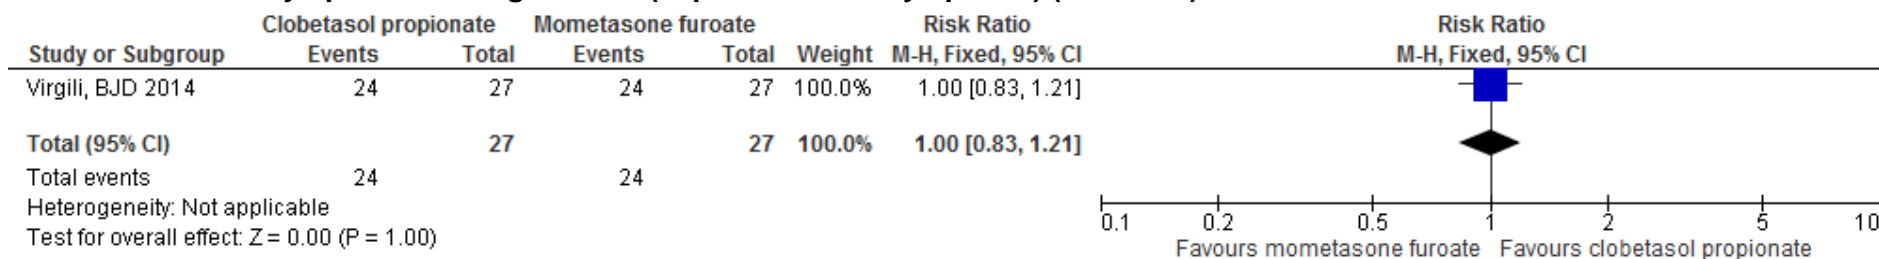 Clobetasol propionate Mometasone furoate Risk Ratio Risk Ratio
Study or Subgroup Events Total Events Total Weight M-H, Fixed, 95% CI M-H, Fixed, 95% CI
Virgili, BJD 2014 24 27 24 27 100.0% 1.00 [0.83, 1.21]
Total (95% CI) 27 27 100.0% 1.00 [0.83, 1.21]
Total events 24 24
Heterogeneity: Not applicable
Test for overall effect: Z = 0.00 (P = 1.00)
0.1 0.2 0.5 1 2 5 10
Favours mometasone furoate Favours clobetasol propionate